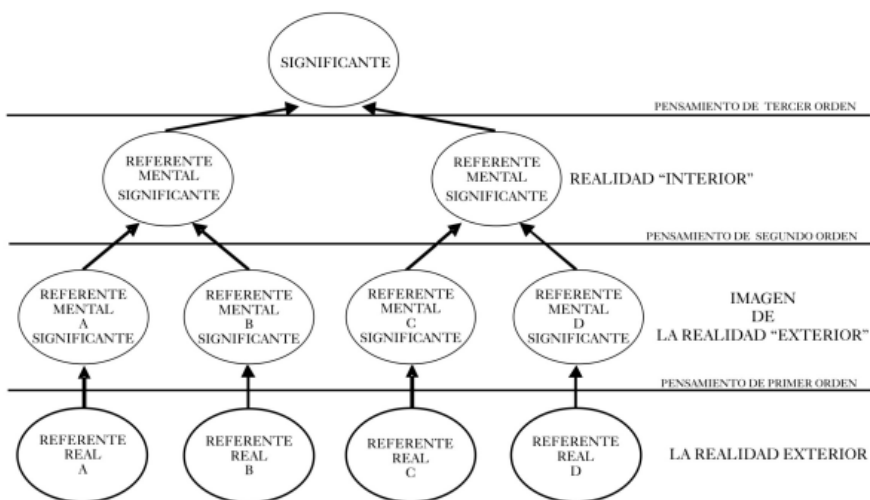 SIGNIFICANTE
PENSAMIENTO DE TERCER ORDEN
REFERENTE
MENTAL
SIGNIFICANTE
REFERENTE
MENTAL
SIGNIFICANTE
REALIDAD “INTERIOR”
PENSAMIENTO DE SEGUNDO ORDEN
REFERENTE
MENTAL
A
SIGNIFICANTE
REFERENTE
MENTAL
B
SIGNIFICANTE
REFERENTE
MENTAL
C
SIGNIFICANTE
REFERENTE
MENTAL
D
SIGNIFICANTE
IMAGEN
DE
LA REALIDAD “EXTERIOR”
PENSAMIENTO DE PRIMER ORDEN
REFERENTE
REAL
A
REFERENTE
REAL
B
REFERENTE
REAL
C
REFERENTE
REAL
D
LA REALIDAD EXTERIOR